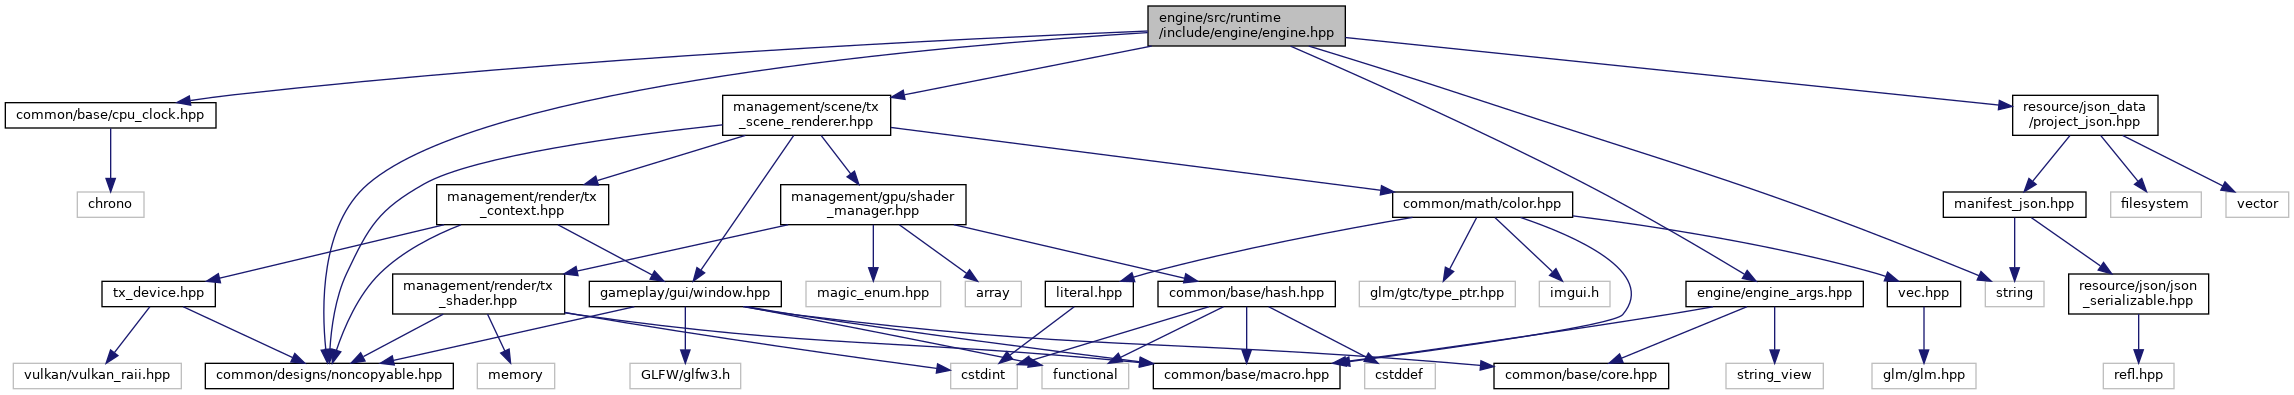 engine/src/runtime
/include/engine/engine.hpp
common/base/cpu_clock.hpp
management/scene/tx
_scene_renderer.hpp
resource/json_data
/project_json.hpp
chrono
management/render/tx
_context.hpp
management/gpu/shader
_manager.hpp
common/math/color.hpp
manifest_json.hpp
filesystem
vector
tx_device.hpp
management/render/tx
_shader.hpp
gameplay/gui/window.hpp
magic_enum.hpp
array
literal.hpp
common/base/hash.hpp
glm/gtc/type_ptr.hpp
imgui.h
engine/engine_args.hpp
vec.hpp
string
resource/json/json
_serializable.hpp
vulkan/vulkan_raii.hpp
common/designs/noncopyable.hpp
memory
GLFW/glfw3.h
cstdint
functional
common/base/macro.hpp
cstddef
common/base/core.hpp
string_view
glm/glm.hpp
refl.hpp